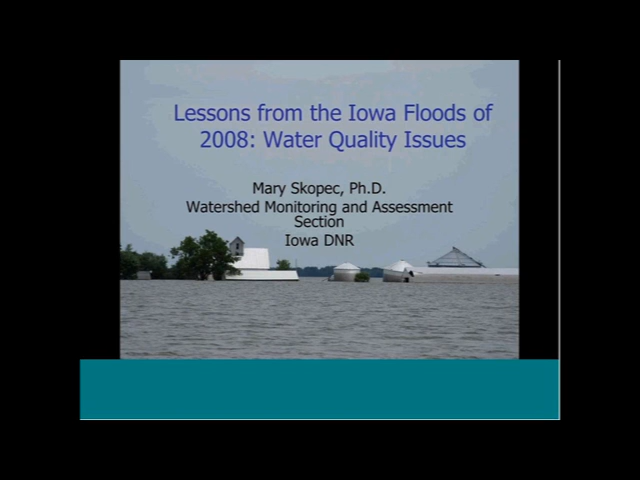 Lessons from the Iowa Floods of
2008: Water Quality Issues
Mary Skopec, Ph.D.
Watershed Monitoring and Assessment
Section
Iowa DNR